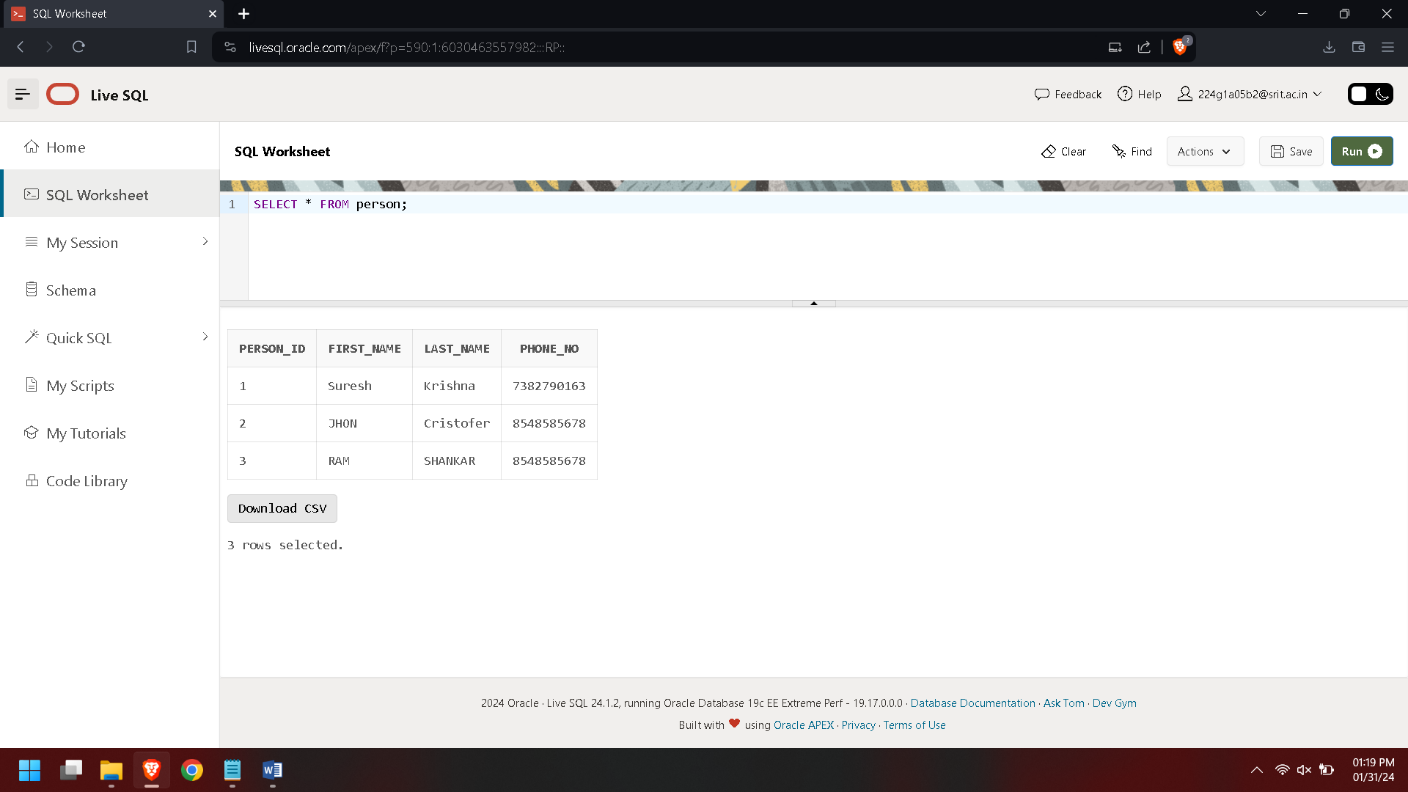 SQL Worksheet
livesql.oracle.com/apex/f?p=590:1:6030463557982:::RP::
2
Live SQL
Feedback
Help
224g1a05b2@srit.ac.in
Home
SQL Worksheet
My Session
Schema
Quick SQL
My Scripts
My Tutorials
Code Library
SQL Worksheet
Clear
Find
Actions
Save
Run
1 SELECT * FROM person;
PERSON_ID FIRST_NAME LAST_NAME PHONE_NO
1 Suresh Krishna 7382790163
2 JHON Cristofer 8548585678
3 RAM SHANKAR 8548585678
Download CSV
3 rows selected.
2024 Oracle · Live SQL 24.1.2, running Oracle Database 19c EE Extreme Perf - 19.17.0.0.0 · Database Documentation · Ask Tom · Dev Gym
Built with ❤ using Oracle APEX · Privacy · Terms of Use
01:19 PM
01/31/24